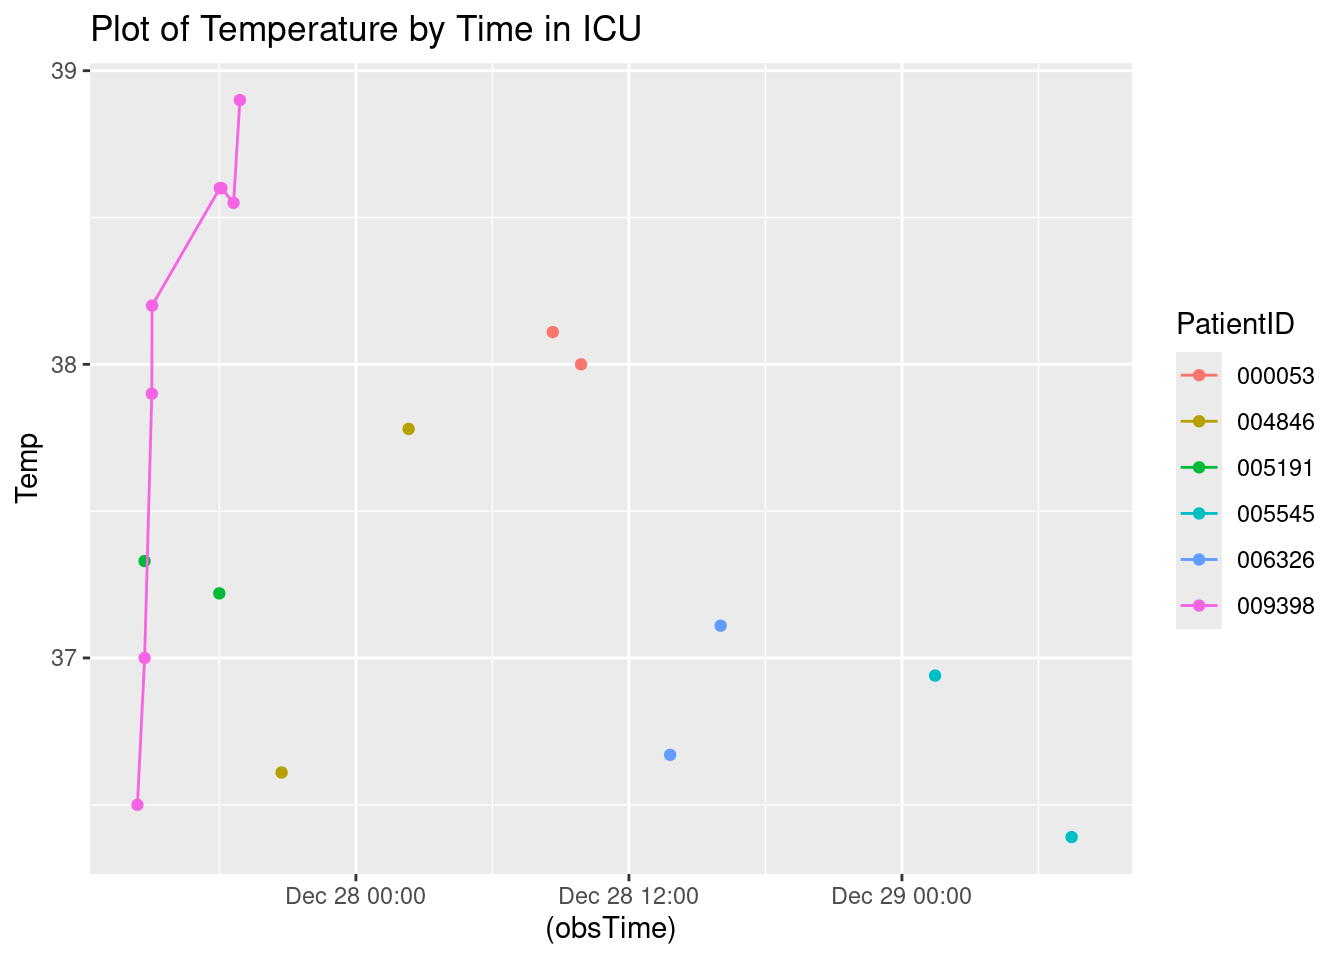 Plot of Temperature by Time in ICU
39
38
37
Temp
Dec 28 00:00
Dec 28 12:00
Dec 29 00:00
(obsTime)
PatientID
000053
004846
005191
005545
006326
009398